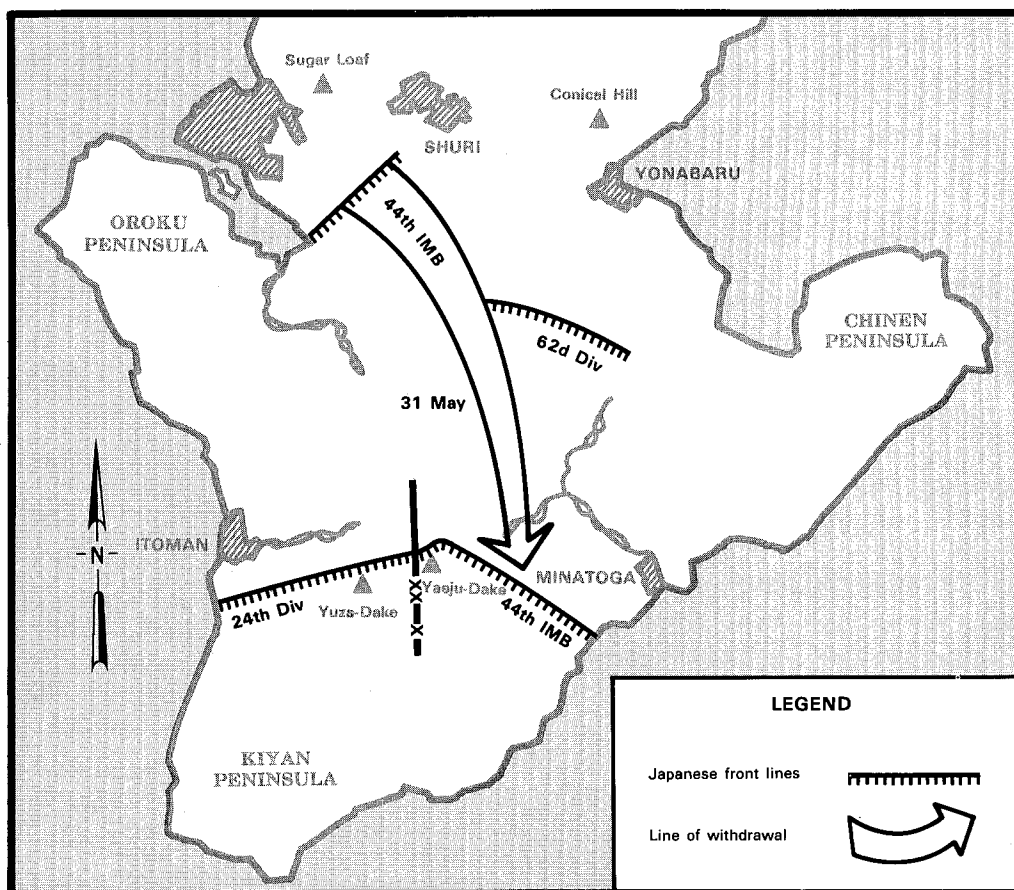 Sugar Loaf
Conical Hill
SHURI
YONABARU
OROKU
PENINSULA
44th IMB
CHINEN
PENINSULA
62d Div
31 May
N
ITOMAN
MINATOGA
Yaeju-Dake
Yuza-Dake
24th Div
44th IMB
XX
X
KIYAN
PENINSULA
LEGEND
Japanese front lines
Line of withdrawal